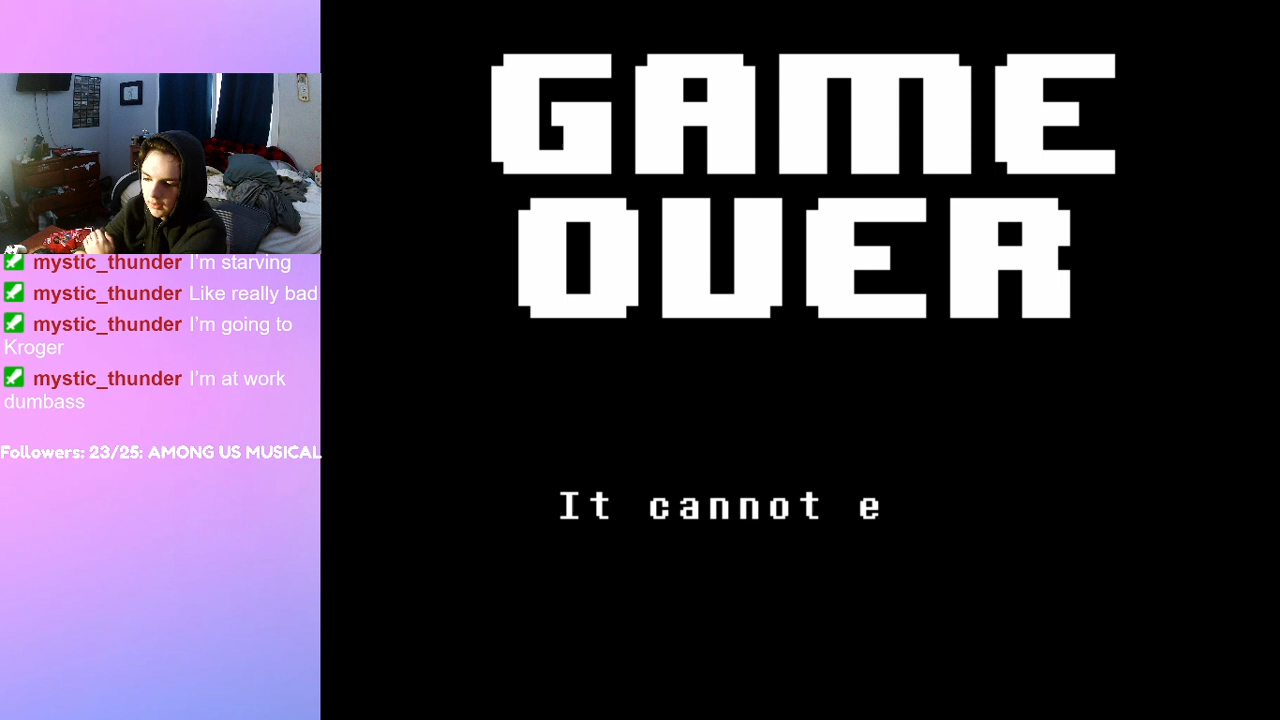 GAME
OVER
mystic_thunder I'm starving
mystic_thunder Like really bad
mystic_thunder I'm going to
Kroger
mystic_thunder I'm at work
dumbass
Followers: 23/25: AMONG US MUSICAL
It cannot e